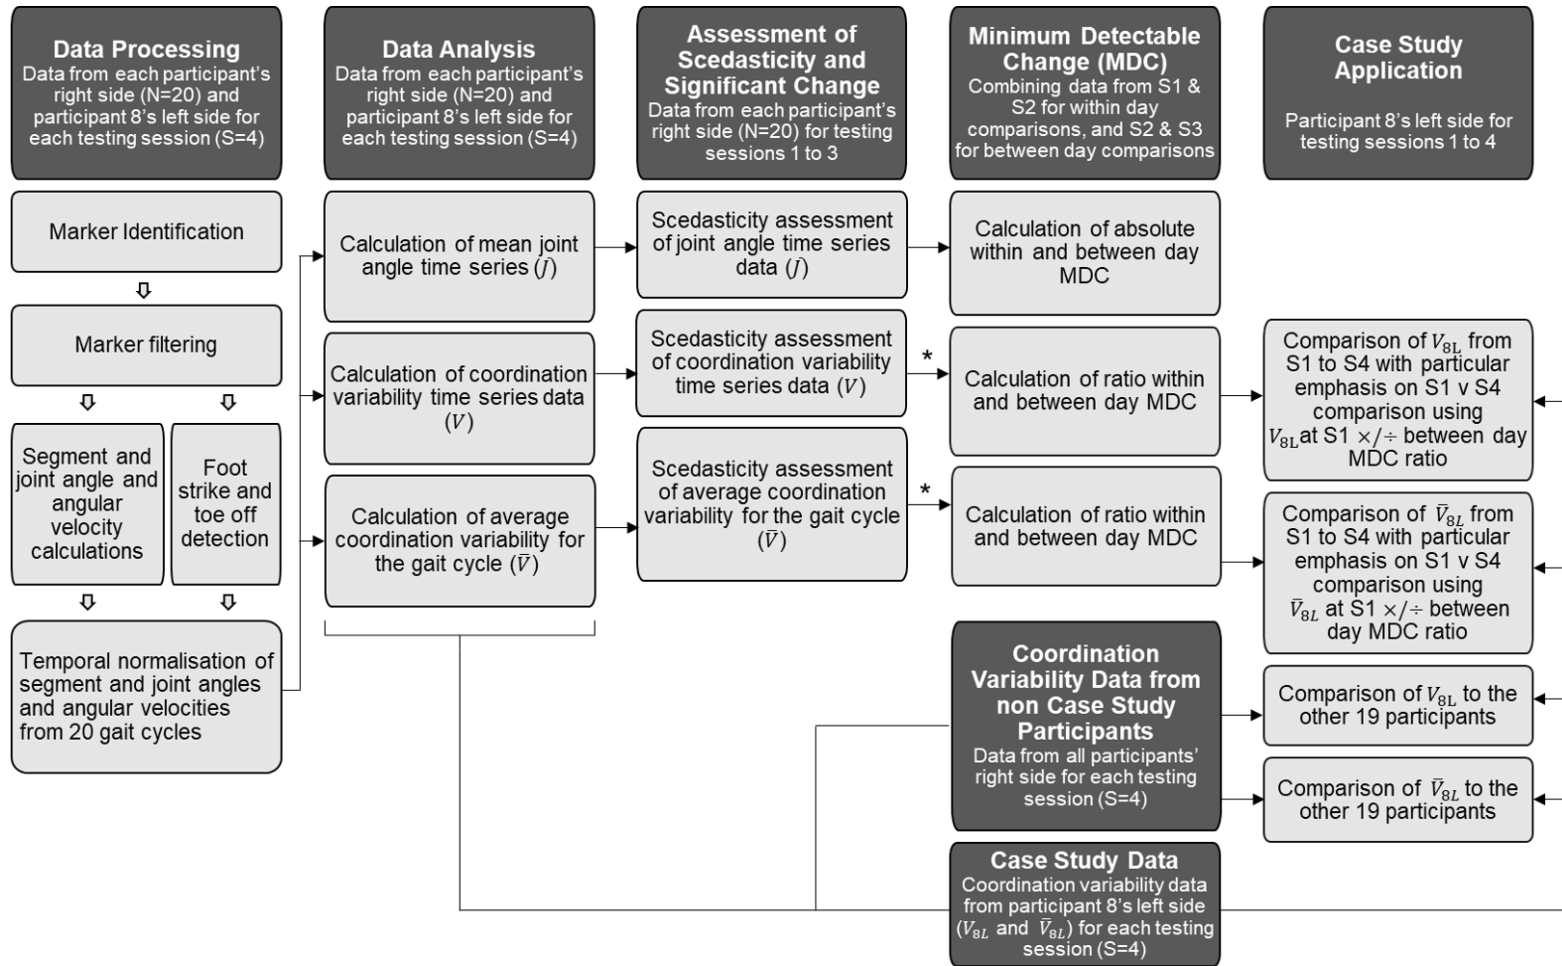 Data Processing
Data from each participant's
right side (N=20) and
participant 8's left side for
each testing session (S=4)
Marker Identification
Marker filtering
Segment and
joint angle and
angular
velocity
calculations
Foot
strike and
toe off
detection
Temporal normalisation of
segment and joint angles
and angular velocities
from 20 gait cycles
Data Analysis
Data from each participant's
right side (N=20) and
participant 8's left side for
each testing session (S=4)
Calculation of mean joint
angle time series (J̄)
Calculation of coordination
variability time series data
(V)
Calculation of average
coordination variability for
the gait cycle (V̄)
Assessment of
Scedasticity and
Significant Change
Data from each participant's
right side (N=20) for testing
sessions 1 to 3
Scedasticity assessment
of joint angle time series
data (J̄)
Scedasticity assessment
of coordination variability
time series data (V)
*
Scedasticity assessment
of average coordination
variability for the gait cycle
(V̄)
*
Minimum Detectable
Change (MDC)
Combining data from S1 &
S2 for within day
comparisons, and S2 & S3
for between day comparisons
Calculation of absolute
within and between day
MDC
Calculation of ratio within
and between day MDC
Calculation of ratio within
and between day MDC
Coordination
Variability Data from
non Case Study
Participants
Data from all participants'
right side for each testing
session (S=4)
Case Study Data
Coordination variability data
from participant 8's left side
(V8L and V̄8L) for each testing
session (S=4)
Case Study
Application
Participant 8's left side for
testing sessions 1 to 4
Comparison of V8L from
S1 to S4 with particular
emphasis on S1 v S4
comparison using
V8L at S1 ×/÷ between day
MDC ratio
Comparison of V̄8L from
S1 to S4 with particular
emphasis on S1 v S4
comparison using
V̄8L at S1 ×/÷ between
day MDC ratio
Comparison of V8L to the
other 19 participants
Comparison of V̄8L to the
other 19 participants